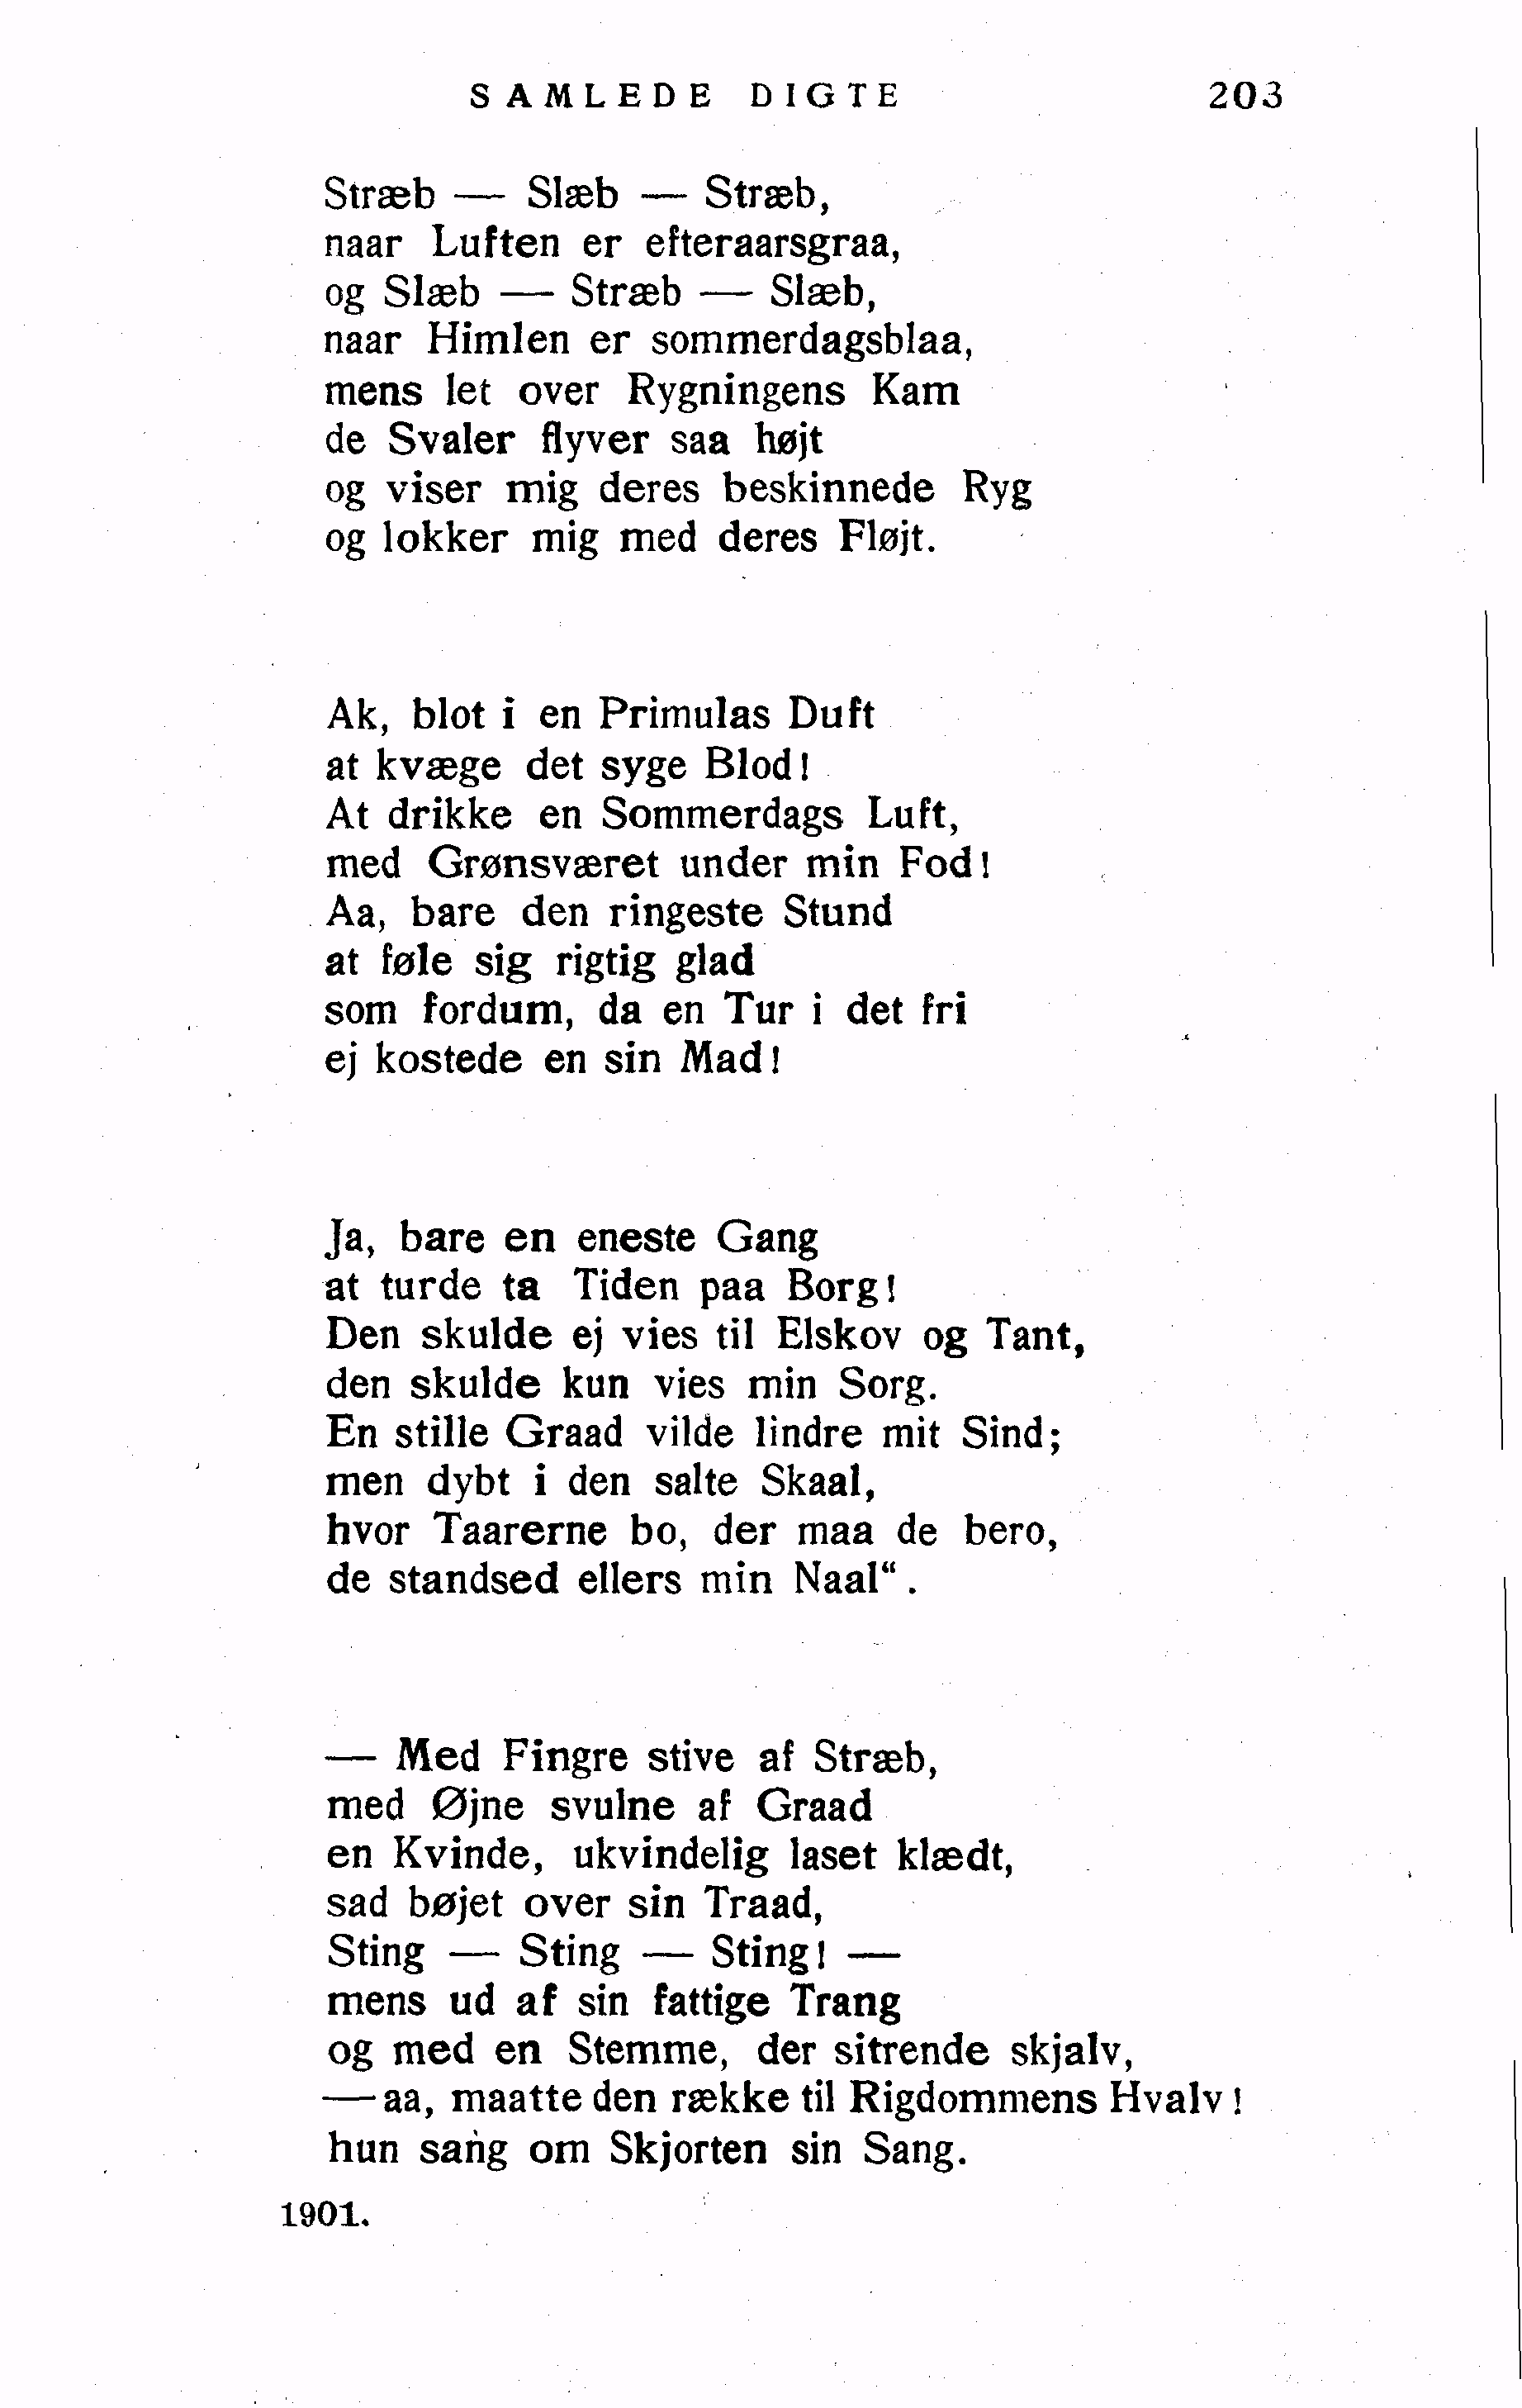 SAMLEDE DIGTE 203
Stræb — Slæb — Stræb,
naar Luften er efteraarsgraa,
og Slæb — Stræb — Slæb,
naar Himlen er sommerdagsblaa,
mens let over Rygningens Kam
de Svaler flyver saa højt
og viser mig deres beskinnede Ryg
og lokker mig med deres Fløjt.
Ak, blot i en Primulas Duft
at kvæge det syge Blod!
At drikke en Sommerdags Luft,
med Grønsværet under min Fod!
Aa, bare den ringeste Stund
at føle sig rigtig glad
som fordum, da en Tur i det fri
ej kostede en sin Mad!
Ja, bare en eneste Gang
at turde ta Tiden paa Borg!
Den skulde ej vies til Elskov og Tant,
den skulde kun vies min Sorg.
En stille Graad vilde lindre mit Sind;
men dybt i den salte Skaal,
hvor Taarerne bo, der maa de bero,
de standsed ellers min Naal“.
— Med Fingre stive af Stræb,
med Øjne svulne af Graad
en Kvinde, ukvindelig laset klædt,
sad bøjet over sin Traad,
Sting — Sting — Sting! —
mens ud af sin fattige Trang
og med en Stemme, der sitrende skjalv,
— aa, maatte den række til Rigdommens Hvalv!
hun sang om Skjorten sin Sang.
1901.